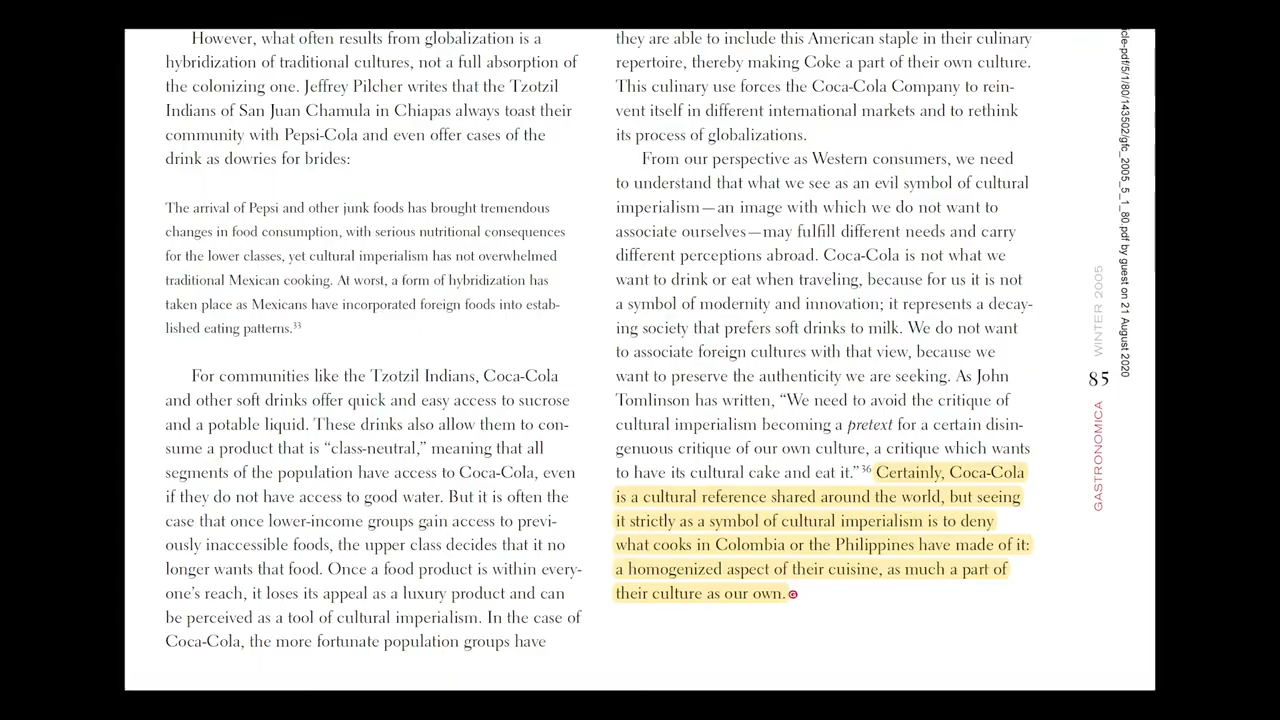 However, what often results from globalization is a
hybridization of traditional cultures, not a full absorption of
the colonizing one. Jeffrey Pilcher writes that the Tzotzil
Indians of San Juan Chamula in Chiapas always toast their
community with Pepsi-Cola and even offer cases of the
drink as dowries for brides:
The arrival of Pepsi and other junk foods has brought tremendous
changes in food consumption, with serious nutritional consequences
for the lower classes, yet cultural imperialism has not overwhelmed
traditional Mexican cooking. At worst, a form of hybridization has
taken place as Mexicans have incorporated foreign foods into estab-
lished eating patterns.33
For communities like the Tzotzil Indians, Coca-Cola
and other soft drinks offer quick and easy access to sucrose
and a potable liquid. These drinks also allow them to con-
sume a product that is “class-neutral,” meaning that all
segments of the population have access to Coca-Cola, even
if they do not have access to good water. But it is often the
case that once lower-income groups gain access to previ-
ously inaccessible foods, the upper class decides that it no
longer wants that food. Once a food product is within every-
one’s reach, it loses its appeal as a luxury product and can
be perceived as a tool of cultural imperialism. In the case of
Coca-Cola, the more fortunate population groups have
they are able to include this American staple in their culinary
repertoire, thereby making Coke a part of their own culture.
This culinary use forces the Coca-Cola Company to rein-
vent itself in different international markets and to rethink
its process of globalizations.
From our perspective as Western consumers, we need
to understand that what we see as an evil symbol of cultural
imperialism—an image with which we do not want to
associate ourselves—may fulfill different needs and carry
different perceptions abroad. Coca-Cola is not what we
want to drink or eat when traveling, because for us it is not
a symbol of modernity and innovation; it represents a decay-
ing society that prefers soft drinks to milk. We do not want
to associate foreign cultures with that view, because we
want to preserve the authenticity we are seeking. As John
Tomlinson has written, “We need to avoid the critique of
cultural imperialism becoming a pretext for a certain disin-
genuous critique of our own culture, a critique which wants
to have its cultural cake and eat it.”36 Certainly, Coca-Cola
is a cultural reference shared around the world, but seeing
it strictly as a symbol of cultural imperialism is to deny
what cooks in Colombia or the Philippines have made of it:
a homogenized aspect of their cuisine, as much a part of
their culture as our own.G
WINTER 2005
85
GASTRONOMICA
icle-pdf/5/1/80/143502/gfc_2005_5_1_80.pdf by guest on 21 August 2020